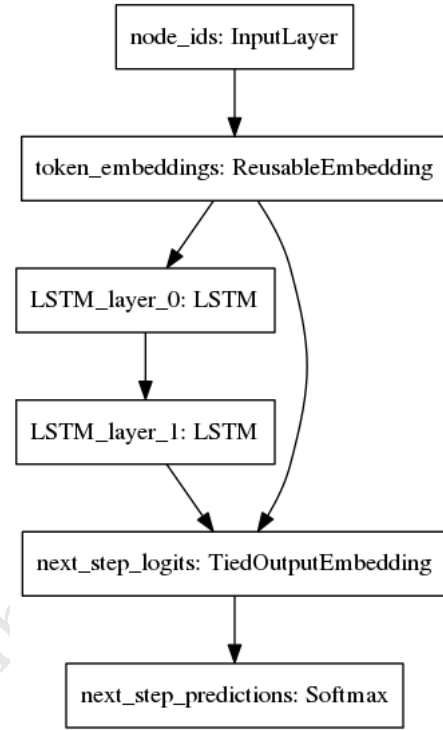 node_ids: InputLayer
token_embeddings: ReusableEmbedding
LSTM_layer_0: LSTM
LSTM_layer_1: LSTM
next_step_logits: TiedOutputEmbedding
next_step_predictions: Softmax